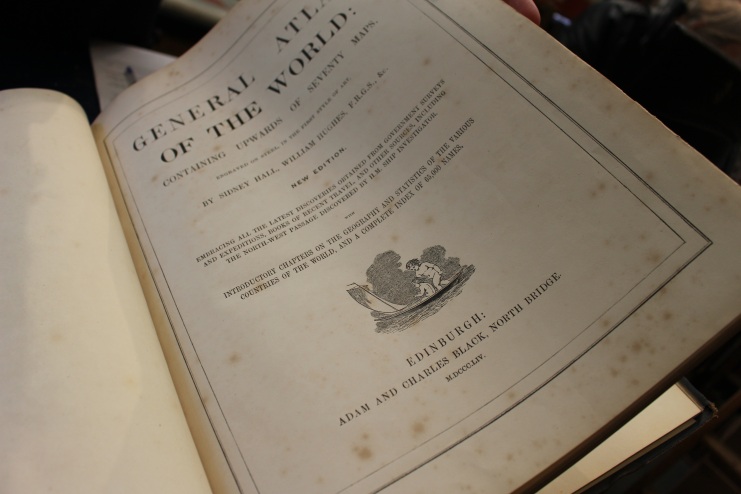 GENERAL ATLA
OF THE WORLD:
CONTAINING UPWARDS OF SEVENTY MAPS,
ENGRAVED ON STEEL, IN THE FIRST STYLE OF ART,
BY SIDNEY HALL, WILLIAM HUGHES, F.R.G.S., &c.
NEW EDITION.
EMBRACING ALL THE LATEST DISCOVERIES OBTAINED FROM GOVERNMENT SURVEYS
AND EXPEDITIONS, BOOKS OF RECENT TRAVEL, AND OTHER SOURCES, INCLUDING
THE NORTH-WEST PASSAGE DISCOVERED BY H.M. SHIP INVESTIGATOR.
AND
INTRODUCTORY CHAPTERS ON THE GEOGRAPHY AND STATISTICS OF THE VARIOUS
COUNTRIES OF THE WORLD, AND A COMPLETE INDEX OF 65,000 NAMES.
EDINBURGH:
ADAM AND CHARLES BLACK, NORTH BRIDGE.
M.DCCC.LIV.